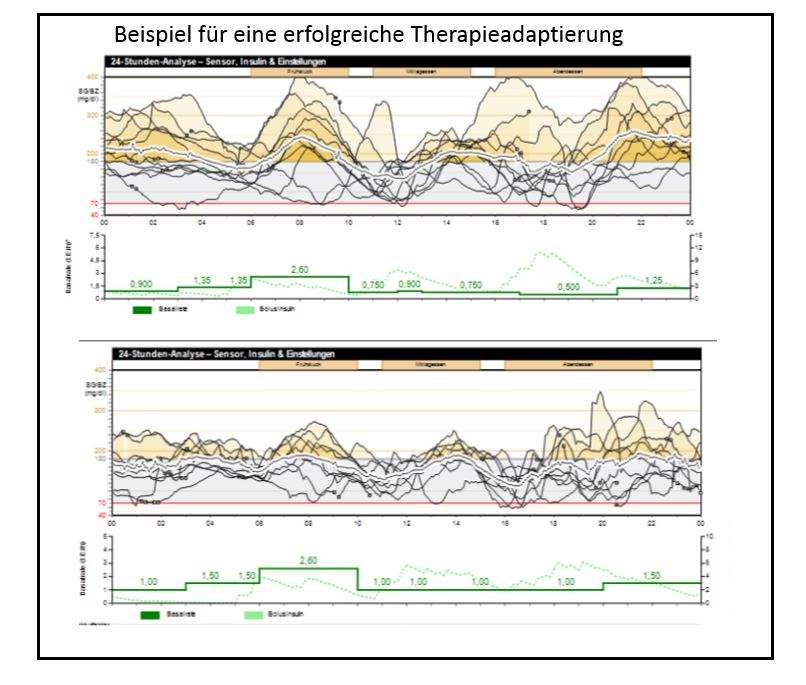 Beispiel für eine erfolgreiche Therapieadaptierung
24-Stunden-Analyse – Sensor, Insulin & Einstellungen
Frühstück Mittagessen Abendessen
400
SG/BZ
(mg/dl)
300
200
180
70
40
00 02 04 06 08 10 12 14 16 18 20 22 00
7,5 15
6 12
4,5 9
3 6
1,5 3
0 0
0,900 1,35 1,35 2,60 0,750 0,900 0,750 0,500 1,25
Basalrate Bolusinsulin
24-Stunden-Analyse – Sensor, Insulin & Einstellungen
Frühstück Mittagessen Abendessen
400
SG/BZ
(mg/dl)
300
200
180
70
40
00 02 04 06 08 10 12 14 16 18 20 22 00
5 10
4 8
3 6
2 4
1 2
0 0
1,00 1,50 1,50 2,60 1,00 1,00 1,00 1,00 1,50
Basalrate Bolusinsulin